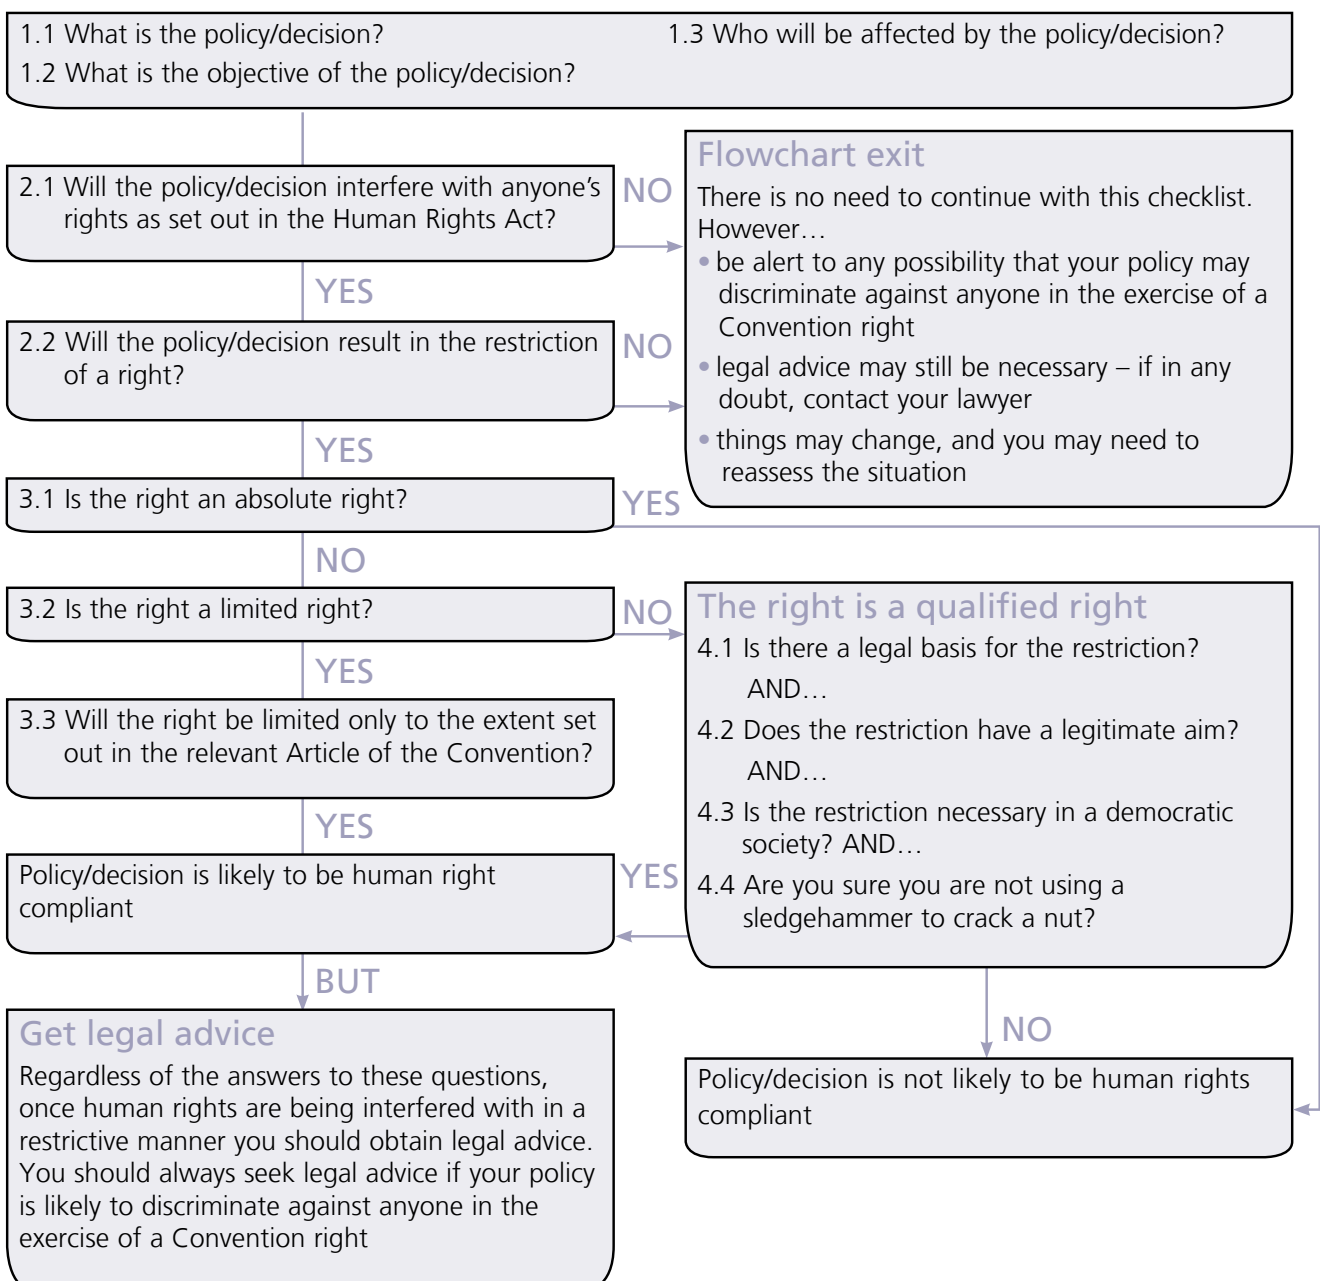 1.1 What is the policy/decision?
1.2 What is the objective of the policy/decision?
1.3 Who will be affected by the policy/decision?
2.1 Will the policy/decision interfere with anyone's
rights as set out in the Human Rights Act?
NO
YES
Flowchart exit
There is no need to continue with this checklist.
However…
• be alert to any possibility that your policy may
discriminate against anyone in the exercise of a
Convention right
• legal advice may still be necessary – if in any
doubt, contact your lawyer
• things may change, and you may need to
reassess the situation
2.2 Will the policy/decision result in the restriction
of a right?
NO
YES
3.1 Is the right an absolute right?
YES
NO
3.2 Is the right a limited right?
NO
YES
The right is a qualified right
4.1 Is there a legal basis for the restriction?
AND…
4.2 Does the restriction have a legitimate aim?
AND…
4.3 Is the restriction necessary in a democratic
society? AND…
4.4 Are you sure you are not using a
sledgehammer to crack a nut?
3.3 Will the right be limited only to the extent set
out in the relevant Article of the Convention?
YES
YES
Policy/decision is likely to be human right
compliant
BUT
NO
Get legal advice
Regardless of the answers to these questions,
once human rights are being interfered with in a
restrictive manner you should obtain legal advice.
You should always seek legal advice if your policy
is likely to discriminate against anyone in the
exercise of a Convention right
Policy/decision is not likely to be human rights
compliant